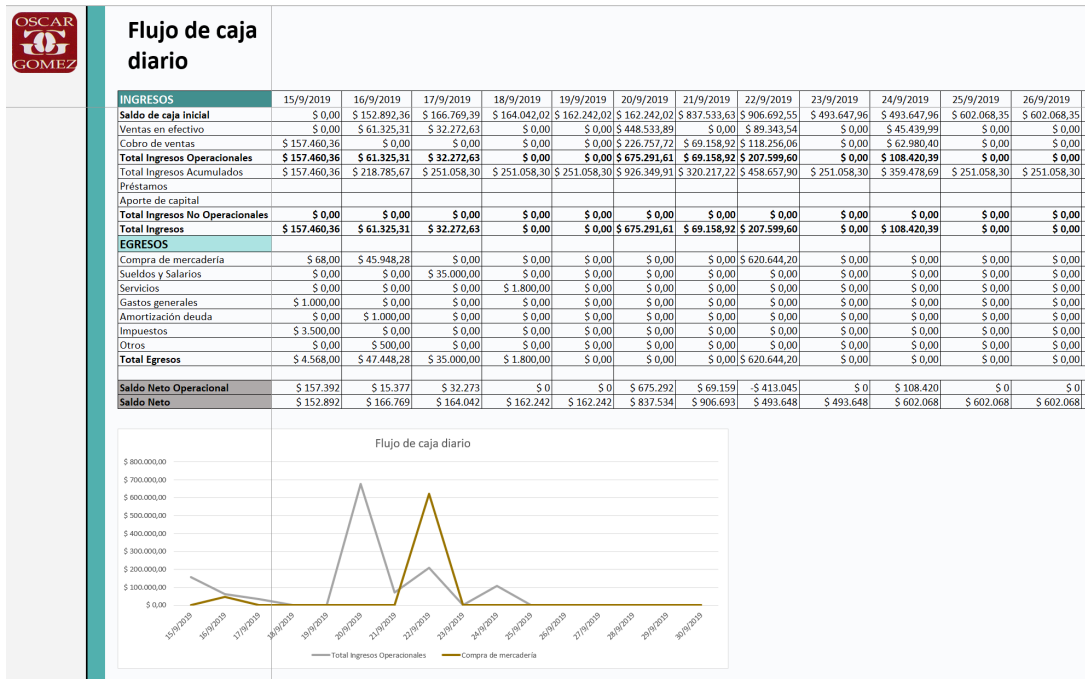 OSCAR
GG
GOMEZ
Flujo de caja
diario
INGRESOS 15/9/2019 16/9/2019 17/9/2019 18/9/2019 19/9/2019 20/9/2019 21/9/2019 22/9/2019 23/9/2019 24/9/2019 25/9/2019 26/9/2019
Saldo de caja inicial $ 0,00 $ 152.892,36 $ 166.769,39 $ 164.042,02 $ 162.242,02 $ 162.242,02 $ 837.533,63 $ 906.692,55 $ 493.647,96 $ 493.647,96 $ 602.068,35 $ 602.068,35
Ventas en efectivo $ 0,00 $ 61.325,31 $ 32.272,63 $ 0,00 $ 0,00 $ 448.533,89 $ 0,00 $ 89.343,54 $ 0,00 $ 45.439,99 $ 0,00 $ 0,00
Cobro de ventas $ 157.460,36 $ 0,00 $ 0,00 $ 0,00 $ 0,00 $ 226.757,72 $ 69.158,92 $ 118.256,06 $ 0,00 $ 62.980,40 $ 0,00 $ 0,00
Total Ingresos Operacionales $ 157.460,36 $ 61.325,31 $ 32.272,63 $ 0,00 $ 0,00 $ 675.291,61 $ 69.158,92 $ 207.599,60 $ 0,00 $ 108.420,39 $ 0,00 $ 0,00
Total Ingresos Acumulados $ 157.460,36 $ 218.785,67 $ 251.058,30 $ 251.058,30 $ 251.058,30 $ 926.349,91 $ 320.217,22 $ 458.657,90 $ 251.058,30 $ 359.478,69 $ 251.058,30 $ 251.058,30
Préstamos
Aporte de capital
Total Ingresos No Operacionales $ 0,00 $ 0,00 $ 0,00 $ 0,00 $ 0,00 $ 0,00 $ 0,00 $ 0,00 $ 0,00 $ 0,00 $ 0,00 $ 0,00
Total Ingresos $ 157.460,36 $ 61.325,31 $ 32.272,63 $ 0,00 $ 0,00 $ 675.291,61 $ 69.158,92 $ 207.599,60 $ 0,00 $ 108.420,39 $ 0,00 $ 0,00
EGRESOS
Compra de mercadería $ 68,00 $ 45.948,28 $ 0,00 $ 0,00 $ 0,00 $ 0,00 $ 0,00 $ 620.644,20 $ 0,00 $ 0,00 $ 0,00 $ 0,00
Sueldos y Salarios $ 0,00 $ 0,00 $ 35.000,00 $ 0,00 $ 0,00 $ 0,00 $ 0,00 $ 0,00 $ 0,00 $ 0,00 $ 0,00 $ 0,00
Servicios $ 0,00 $ 0,00 $ 0,00 $ 1.800,00 $ 0,00 $ 0,00 $ 0,00 $ 0,00 $ 0,00 $ 0,00 $ 0,00 $ 0,00
Gastos generales $ 1.000,00 $ 0,00 $ 0,00 $ 0,00 $ 0,00 $ 0,00 $ 0,00 $ 0,00 $ 0,00 $ 0,00 $ 0,00 $ 0,00
Amortización deuda $ 0,00 $ 1.000,00 $ 0,00 $ 0,00 $ 0,00 $ 0,00 $ 0,00 $ 0,00 $ 0,00 $ 0,00 $ 0,00 $ 0,00
Impuestos $ 3.500,00 $ 0,00 $ 0,00 $ 0,00 $ 0,00 $ 0,00 $ 0,00 $ 0,00 $ 0,00 $ 0,00 $ 0,00 $ 0,00
Otros $ 0,00 $ 500,00 $ 0,00 $ 0,00 $ 0,00 $ 0,00 $ 0,00 $ 0,00 $ 0,00 $ 0,00 $ 0,00 $ 0,00
Total Egresos $ 4.568,00 $ 47.448,28 $ 35.000,00 $ 1.800,00 $ 0,00 $ 0,00 $ 0,00 $ 620.644,20 $ 0,00 $ 0,00 $ 0,00 $ 0,00
Saldo Neto Operacional $ 157.392 $ 15.377 $ 32.273 $ 0 $ 0 $ 675.292 $ 69.159 -$ 413.045 $ 0 $ 108.420 $ 0 $ 0
Saldo Neto $ 152.892 $ 166.769 $ 164.042 $ 162.242 $ 162.242 $ 837.534 $ 906.693 $ 493.648 $ 493.648 $ 602.068 $ 602.068 $ 602.068
Flujo de caja diario
$ 800.000,00
$ 700.000,00
$ 600.000,00
$ 500.000,00
$ 400.000,00
$ 300.000,00
$ 200.000,00
$ 100.000,00
$ 0,00
15/9/2019 16/9/2019 17/9/2019 18/9/2019 19/9/2019 20/9/2019 21/9/2019 22/9/2019 23/9/2019 24/9/2019 25/9/2019 26/9/2019 27/9/2019 28/9/2019 29/9/2019 30/9/2019
Total Ingresos Operacionales Compra de mercadería